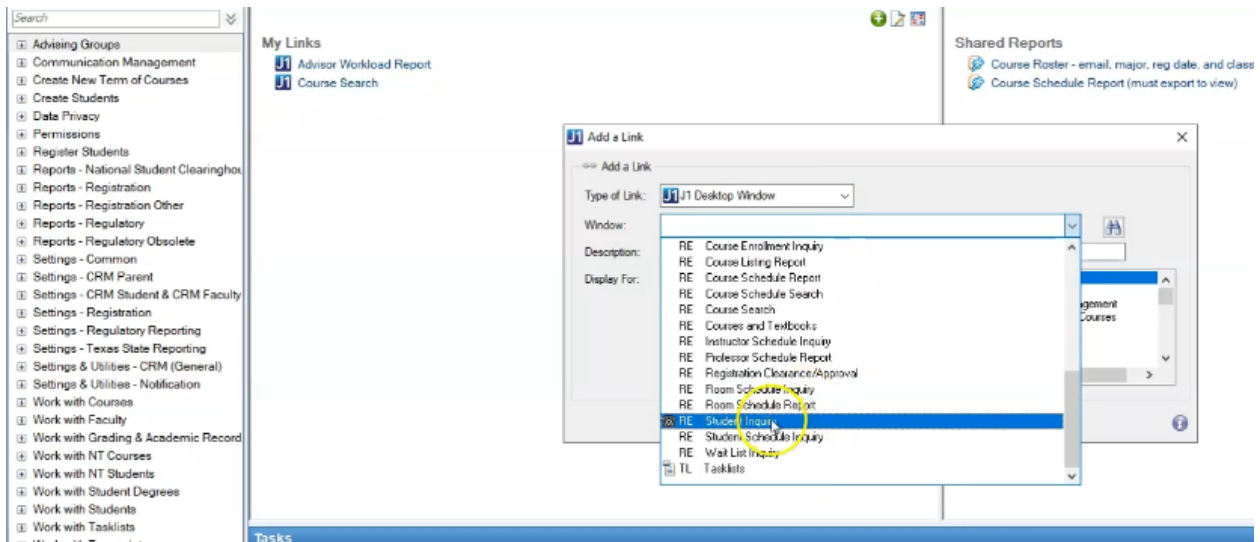 Search
Advising Groups
Communication Management
Create New Term of Courses
Create Students
Data Privacy
Permissions
Register Students
Reports - National Student Clearinghou
Reports - Registration
Reports - Registration Other
Reports - Regulatory
Reports - Regulatory Obsolete
Settings - Common
Settings - CRM Parent
Settings - CRM Student & CRM Faculty
Settings - Registration
Settings - Regulatory Reporting
Settings - Texas State Reporting
Settings & Utilities - CRM (General)
Settings & Utilities - Notification
Work with Courses
Work with Faculty
Work with Grading & Academic Record
Work with NT Courses
Work with NT Students
Work with Student Degrees
Work with Students
Work with Tasklists
My Links
J1 Advisor Workload Report
J1 Course Search
Shared Reports
Course Roster - email, major, reg date, and class
Course Schedule Report (must export to view)
J1 Add a Link
Add a Link
Type of Link: J1 J1 Desktop Window
Window:
Description:
Display For:
RE Course Enrollment Inquiry
RE Course Listing Report
RE Course Schedule Report
RE Course Schedule Search
RE Course Search
RE Courses and Textbooks
RE Instructor Schedule Inquiry
RE Professor Schedule Report
RE Registration Clearance/Approval
RE Room Schedule Inquiry
RE Room Schedule Report
RE Student Inquiry
RE Student Schedule Inquiry
RE Wait List Inquiry
TL Tasklists
gement
Courses
Tasks